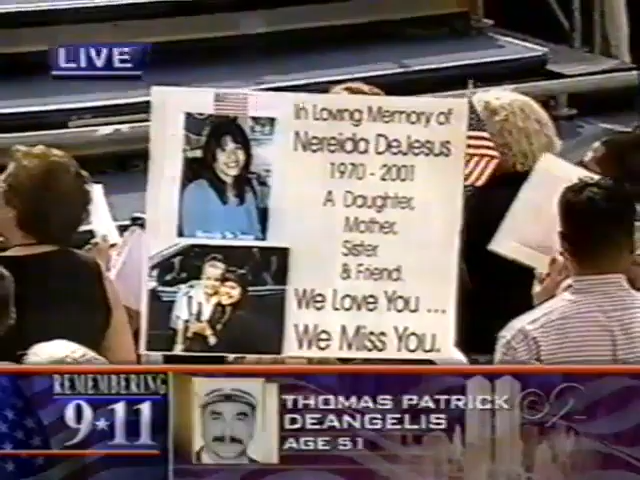 LIVE
In Loving Memory of
Nereida DeJesus
1970 - 2001
A Daughter,
Mother,
Sister
& Friend.
We Love You ...
We Miss You.
REMEMBERING
9★11
THOMAS PATRICK
DEANGELIS
AGE 51
2